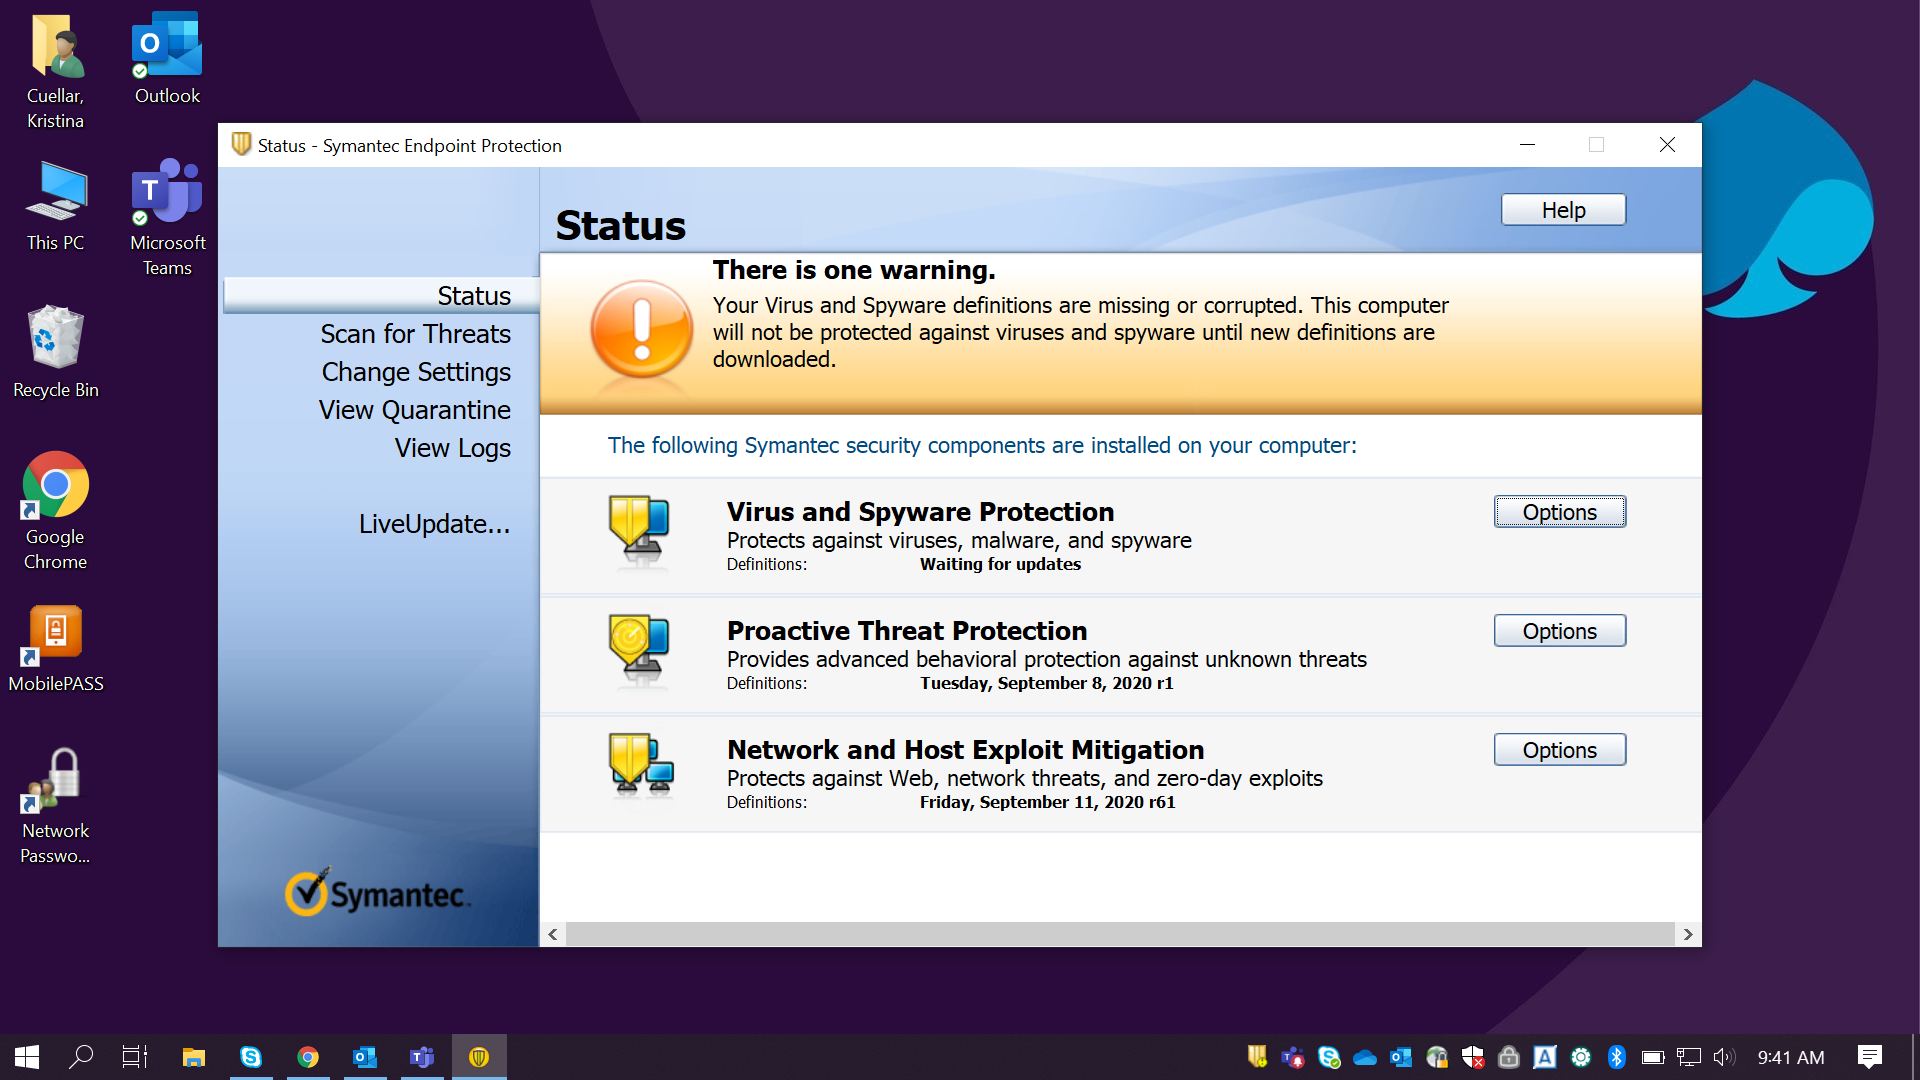 Cuellar,
Kristina
Outlook
This PC
Microsoft
Teams
Recycle Bin
Google
Chrome
MobilePASS
Network
Passwo...
Status - Symantec Endpoint Protection
Status
Help
Status
Scan for Threats
Change Settings
View Quarantine
View Logs
LiveUpdate...
Symantec.
There is one warning.
Your Virus and Spyware definitions are missing or corrupted. This computer
will not be protected against viruses and spyware until new definitions are
downloaded.
The following Symantec security components are installed on your computer:
Virus and Spyware Protection
Options
Protects against viruses, malware, and spyware
Definitions: Waiting for updates
Proactive Threat Protection
Options
Provides advanced behavioral protection against unknown threats
Definitions: Tuesday, September 8, 2020 r1
Network and Host Exploit Mitigation
Options
Protects against Web, network threats, and zero-day exploits
Definitions: Friday, September 11, 2020 r61
9:41 AM